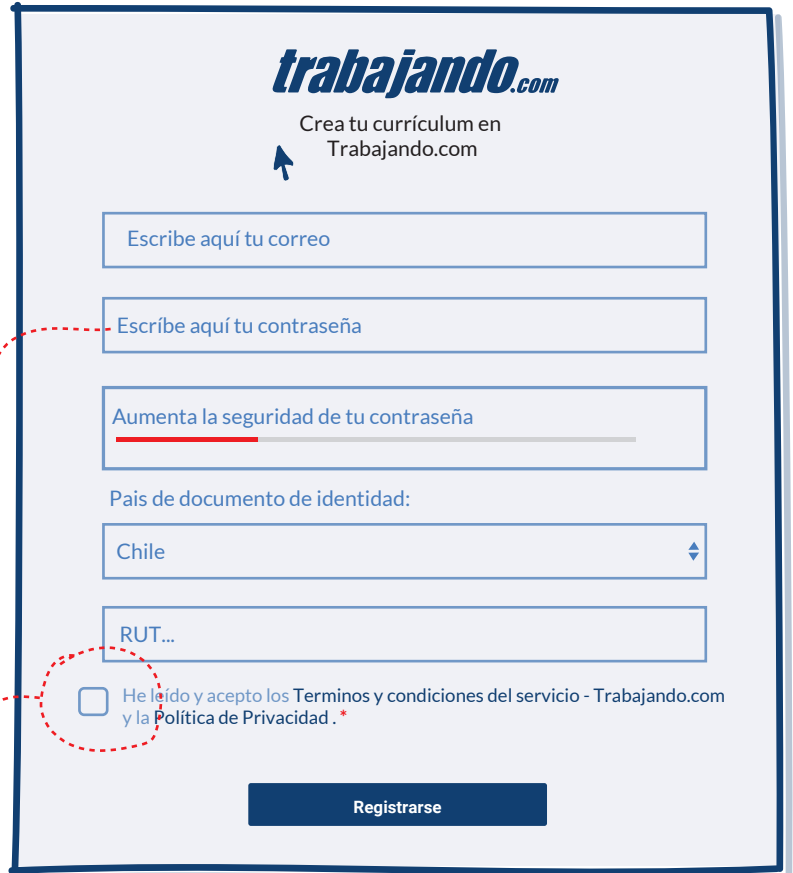 trabajando.com
Crea tu currículum en
Trabajando.com
Escribe aquí tu correo
Escríbe aquí tu contraseña
Aumenta la seguridad de tu contraseña
Pais de documento de identidad:
Chile
RUT...
He leído y acepto los Terminos y condiciones del servicio - Trabajando.com
y la Política de Privacidad . *
Registrarse